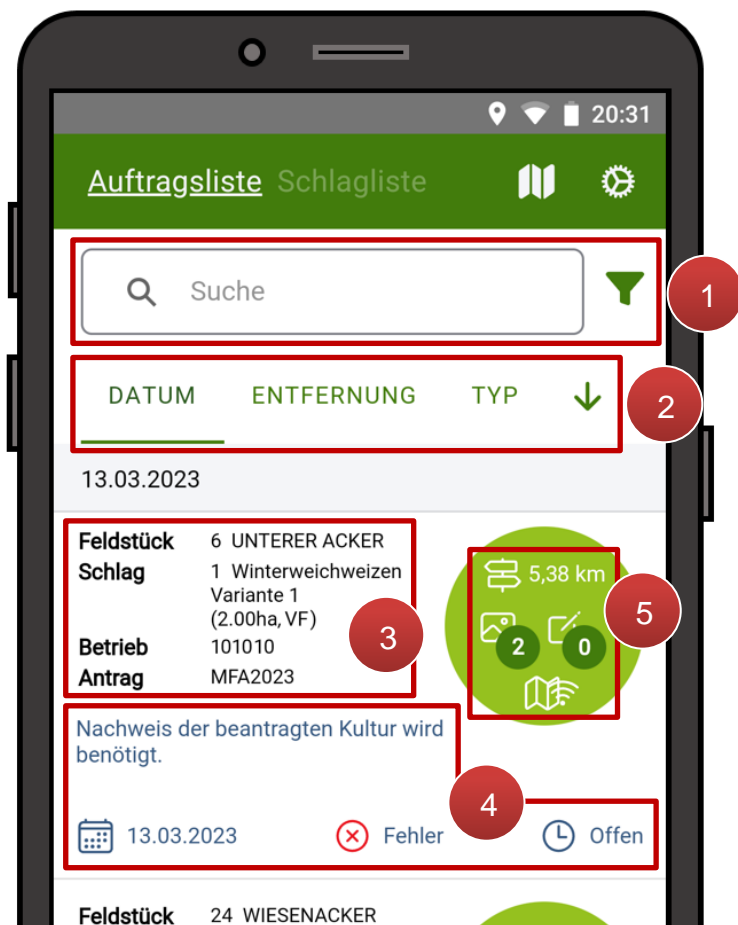 20:31
Auftragsliste Schlagliste
Suche
1
DATUM ENTFERNUNG TYP
2
13.03.2023
Feldstück 6 UNTERER ACKER
Schlag 1 Winterweichweizen
Variante 1
(2.00ha, VF)
Betrieb 101010
Antrag MFA2023
3
5,38 km
2 0
5
Nachweis der beantragten Kultur wird
benötigt.
4
13.03.2023 Fehler Offen
Feldstück 24 WIESENACKER